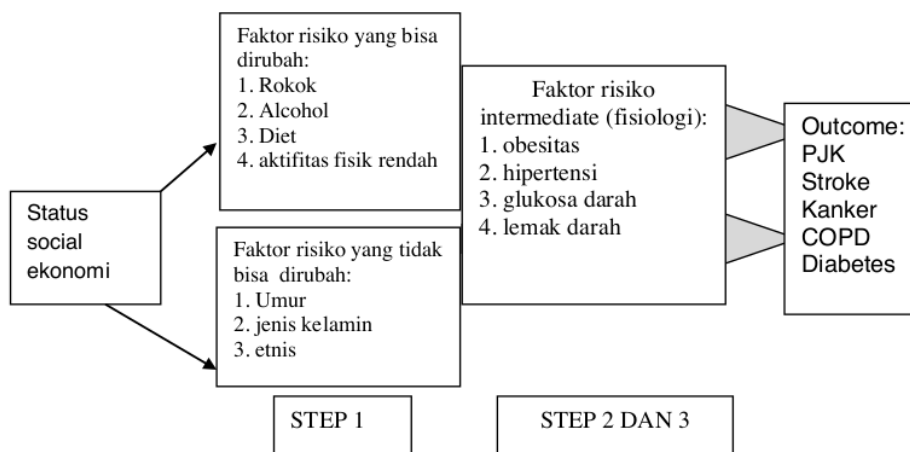 Status
social
ekonomi
Faktor risiko yang bisa
dirubah:
1. Rokok
2. Alcohol
3. Diet
4. aktifitas fisik rendah
Faktor risiko yang tidak
bisa dirubah:
1. Umur
2. jenis kelamin
3. etnis
Faktor risiko
intermediate (fisiologi):
1. obesitas
2. hipertensi
3. glukosa darah
4. lemak darah
Outcome:
PJK
Stroke
Kanker
COPD
Diabetes
STEP 1
STEP 2 DAN 3